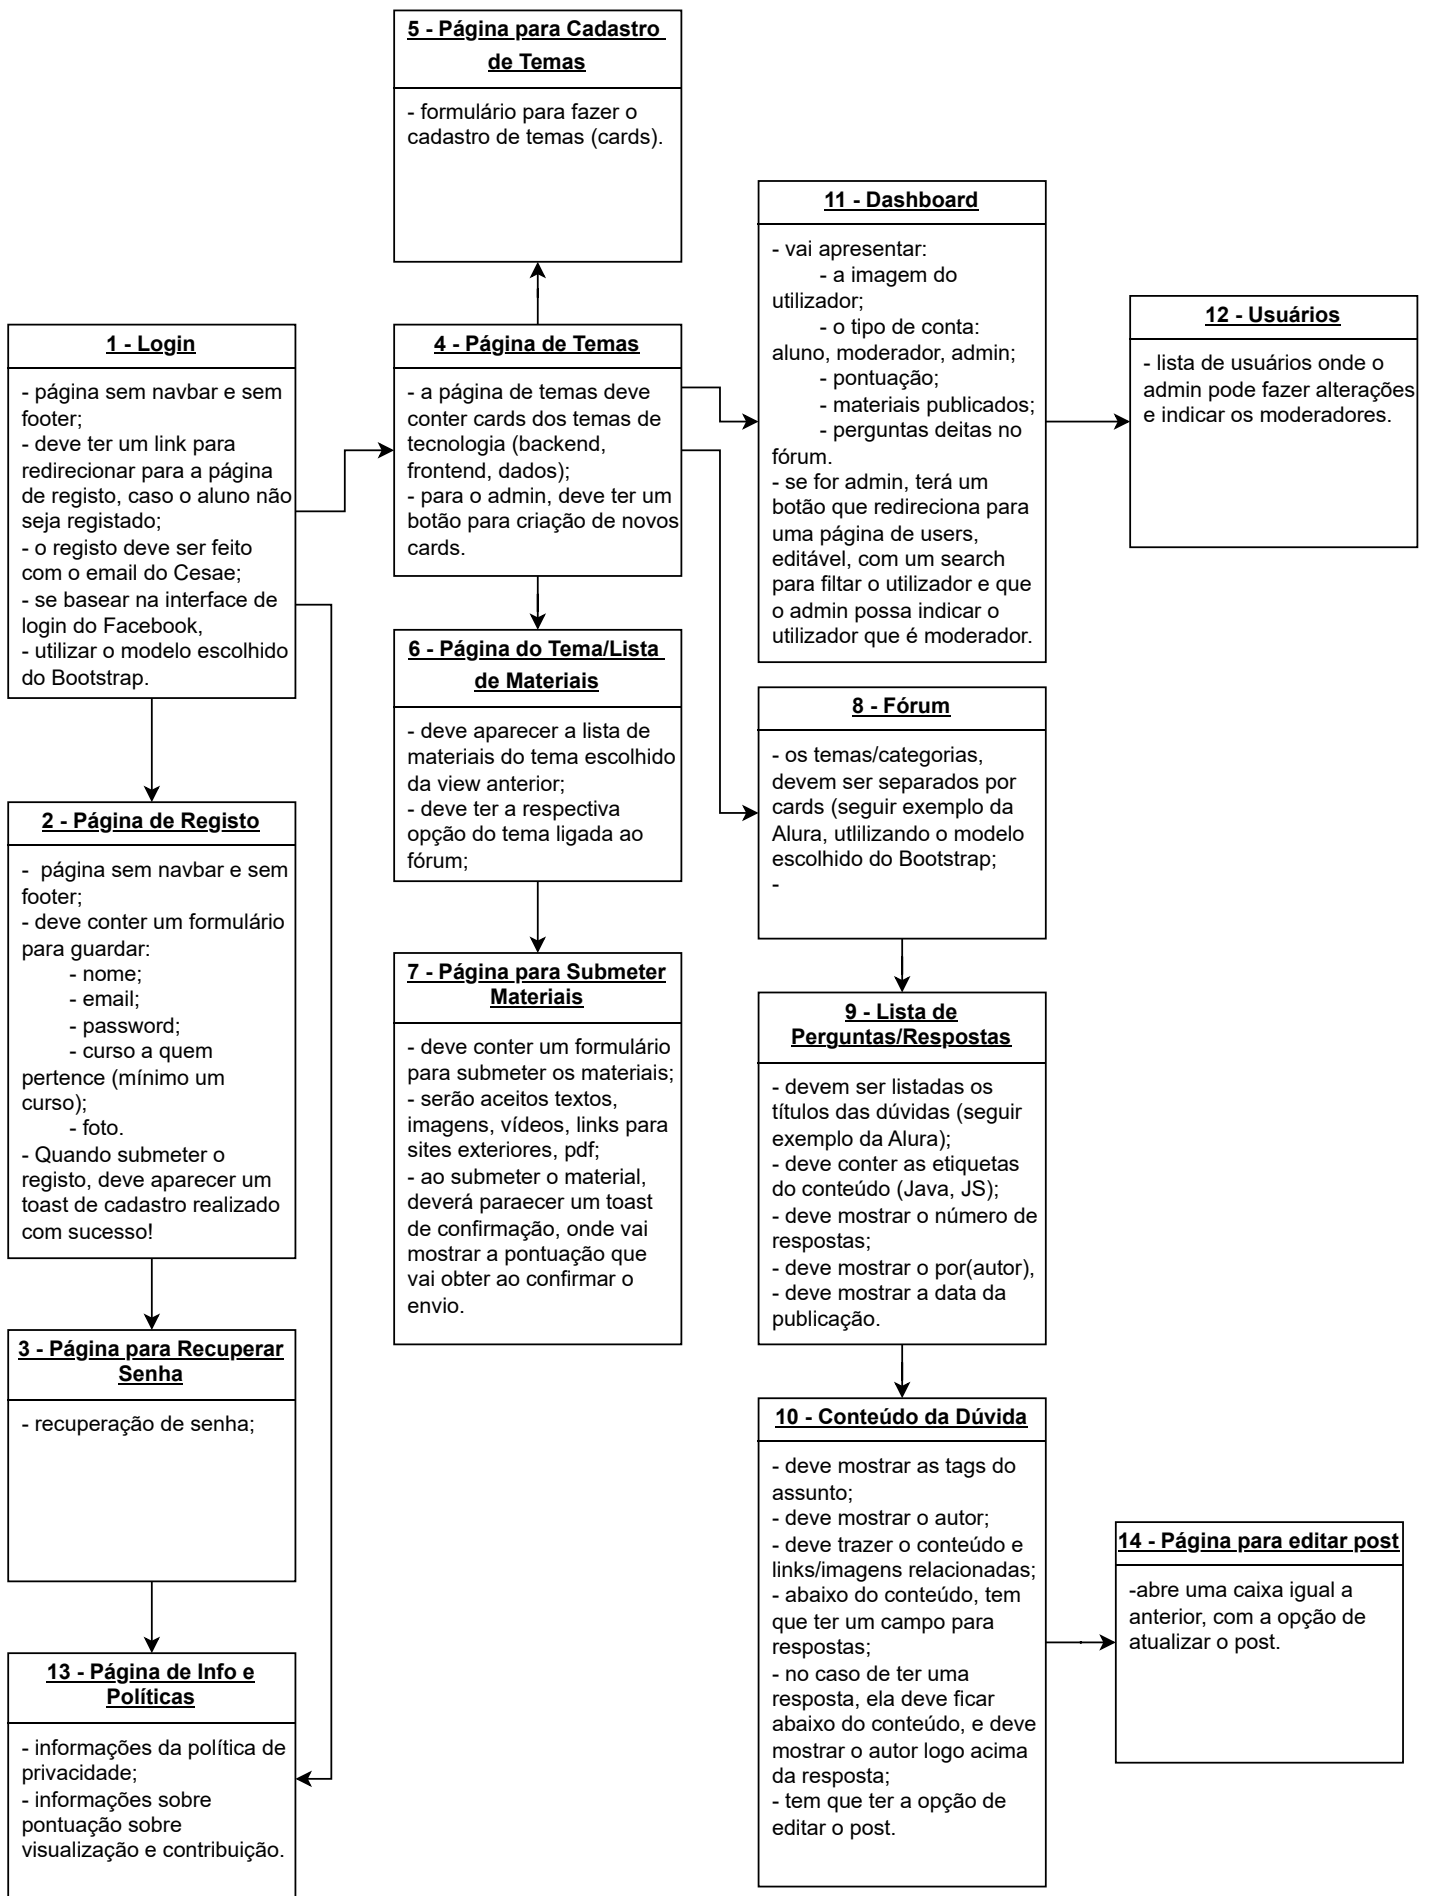 5 - Página para Cadastro
de Temas
- formulário para fazer o
cadastro de temas (cards).
11 - Dashboard
- vai apresentar:
- a imagem do
utilizador;
- o tipo de conta:
aluno, moderador, admin;
- pontuação;
- materiais publicados;
- perguntas deitas no
fórum.
- se for admin, terá um
botão que redireciona para
uma página de users,
editável, com um search
para filtar o utilizador e que
o admin possa indicar o
utilizador que é moderador.
12 - Usuários
- lista de usuários onde o
admin pode fazer alterações
e indicar os moderadores.
1 - Login
- página sem navbar e sem
footer;
- deve ter um link para
redirecionar para a página
de registo, caso o aluno não
seja registado;
- o registo deve ser feito
com o email do Cesae;
- se basear na interface de
login do Facebook,
- utilizar o modelo escolhido
do Bootstrap.
4 - Página de Temas
- a página de temas deve
conter cards dos temas de
tecnologia (backend,
frontend, dados);
- para o admin, deve ter um
botão para criação de novos
cards.
6 - Página do Tema/Lista
de Materiais
- deve aparecer a lista de
materiais do tema escolhido
da view anterior;
- deve ter a respectiva
opção do tema ligada ao
fórum;
8 - Fórum
- os temas/categorias,
devem ser separados por
cards (seguir exemplo da
Alura, utlilizando o modelo
escolhido do Bootstrap;
-
2 - Página de Registo
- página sem navbar e sem
footer;
- deve conter um formulário
para guardar:
- nome;
- email;
- password;
- curso a quem
pertence (mínimo um
curso);
- foto.
- Quando submeter o
registo, deve aparecer um
toast de cadastro realizado
com sucesso!
7 - Página para Submeter
Materiais
- deve conter um formulário
para submeter os materiais;
- serão aceitos textos,
imagens, vídeos, links para
sites exteriores, pdf;
- ao submeter o material,
deverá paraecer um toast
de confirmação, onde vai
mostrar a pontuação que
vai obter ao confirmar o
envio.
9 - Lista de
Perguntas/Respostas
- devem ser listadas os
títulos das dúvidas (seguir
exemplo da Alura);
- deve conter as etiquetas
do conteúdo (Java, JS);
- deve mostrar o número de
respostas;
- deve mostrar o por(autor),
- deve mostrar a data da
publicação.
3 - Página para Recuperar
Senha
- recuperação de senha;
10 - Conteúdo da Dúvida
- deve mostrar as tags do
assunto;
- deve mostrar o autor;
- deve trazer o conteúdo e
links/imagens relacionadas;
- abaixo do conteúdo, tem
que ter um campo para
respostas;
- no caso de ter uma
resposta, ela deve ficar
abaixo do conteúdo, e deve
mostrar o autor logo acima
da resposta;
- tem que ter a opção de
editar o post.
14 - Página para editar post
-abre uma caixa igual a
anterior, com a opção de
atualizar o post.
13 - Página de Info e
Políticas
- informações da política de
privacidade;
- informações sobre
pontuação sobre
visualização e contribuição.